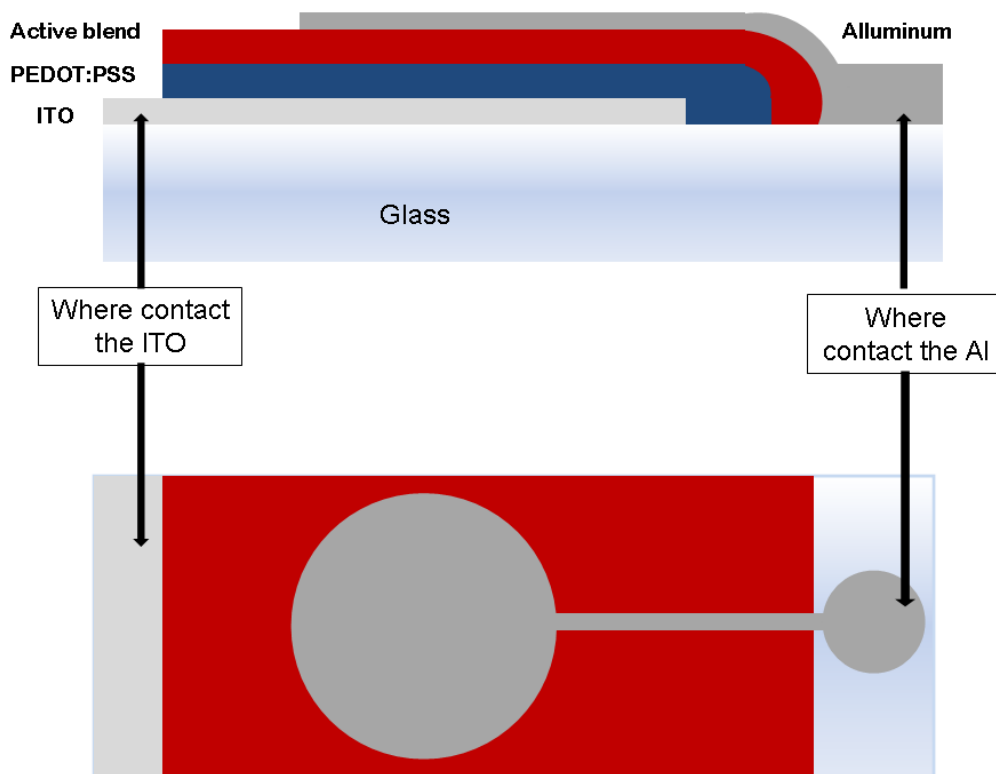 Active blend
Alluminum
PEDOT:PSS
ITO
Glass
Where contact
the ITO
Where
contact the Al